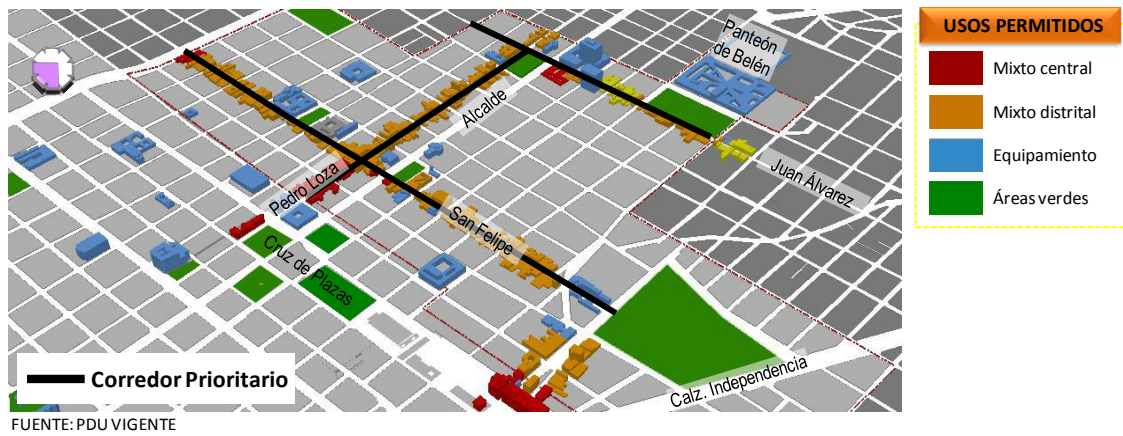 Panteón
de Belén
Alcalde
Pedro Loza
Juan Álvarez
San Felipe
Cruz de Plazas
Calz. Independencia
Corredor Prioritario
FUENTE: PDU VIGENTE
USOS PERMITIDOS
Mixto central
Mixto distrital
Equipamiento
Áreas verdes